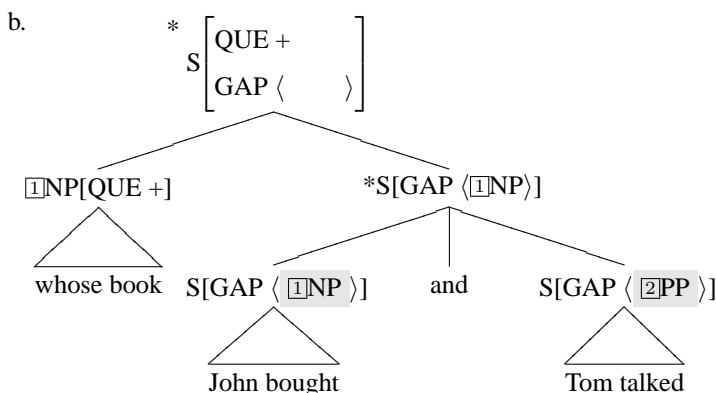 b.
*
S[QUE +
GAP ⟨ ⟩]
1NP[QUE +] *S[GAP ⟨1NP⟩]
whose book S[GAP ⟨ 1NP ⟩] and S[GAP ⟨ 2PP ⟩]
John bought Tom talked